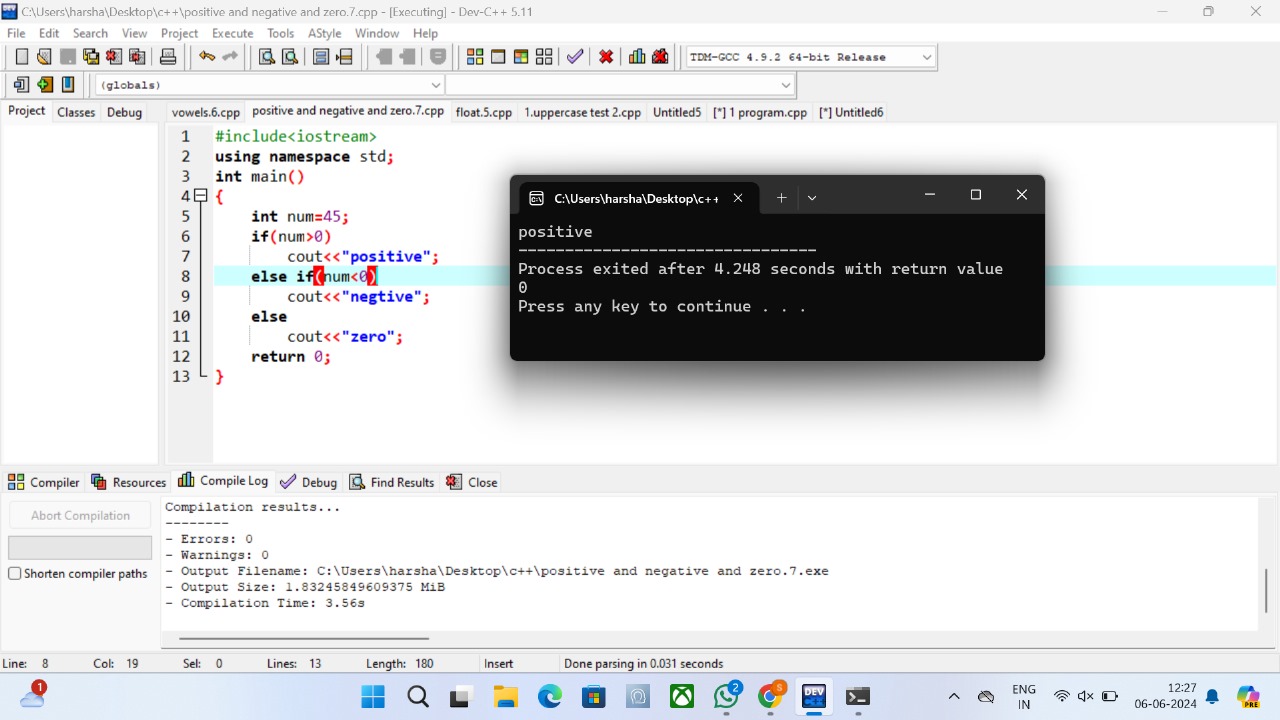 C:\Users\harsha\Desktop\c++\positive and negative and zero.7.cpp - [Executing] - Dev-C++ 5.11
File Edit Search View Project Execute Tools AStyle Window Help
TDM-GCC 4.9.2 64-bit Release
(globals)
Project Classes Debug
vowels.6.cpp positive and negative and zero.7.cpp float.5.cpp 1.uppercase test 2.cpp Untitled5 [*] 1 program.cpp [*] Untitled6
1 #include<iostream>
2 using namespace std;
3 int main()
4 {
5 int num=45;
6 if(num>0)
7 cout<<"positive";
8 else if(num<0)
9 cout<<"negtive";
10 else
11 cout<<"zero";
12 return 0;
13 }
C:\Users\harsha\Desktop\c++
positive
--------------------------------
Process exited after 4.248 seconds with return value
0
Press any key to continue . . .
Compiler Resources Compile Log Debug Find Results Close
Abort Compilation
Shorten compiler paths
Compilation results...
--------
- Errors: 0
- Warnings: 0
- Output Filename: C:\Users\harsha\Desktop\c++\positive and negative and zero.7.exe
- Output Size: 1.83245849609375 MiB
- Compilation Time: 3.56s
Line: 8 Col: 19 Sel: 0 Lines: 13 Length: 180 Insert Done parsing in 0.031 seconds
1
2
S
DEV
C++
ENG
IN
12:27
06-06-2024
PRE